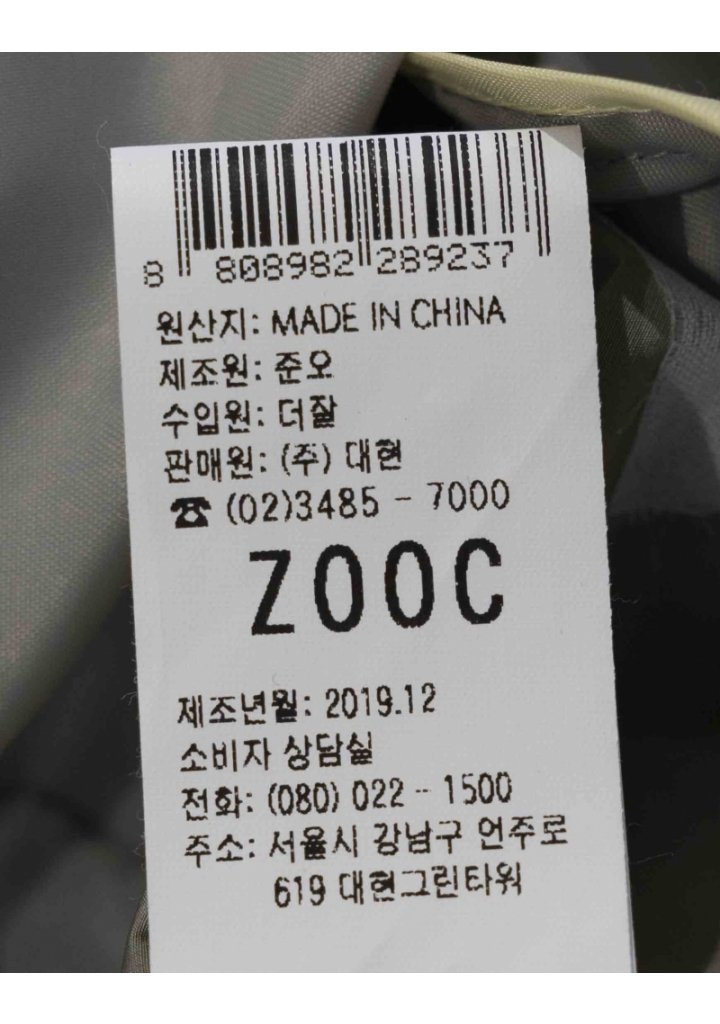 8 808982 289237
원산지: MADE IN CHINA
제조원: 준오
수입원: 더잘
판매원: (주) 대현
☎ (02)3485 - 7000
ZOOC
제조년월: 2019.12
소비자 상담실
전화: (080) 022 - 1500
주소: 서울시 강남구 언주로
619 대현그린타워